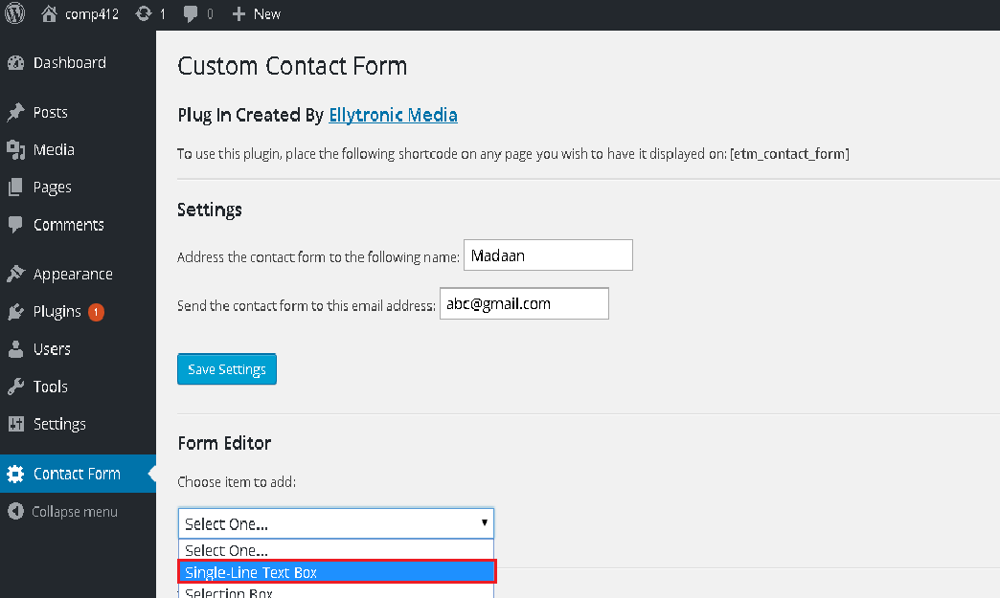 comp412 1 0 + New
Dashboard
Posts
Media
Pages
Comments
Appearance
Plugins 1
Users
Tools
Settings
Contact Form
Collapse menu
Custom Contact Form
Plug In Created By Ellytronic Media
To use this plugin, place the following shortcode on any page you wish to have it displayed on: [etm_contact_form]
Settings
Address the contact form to the following name: Madaan
Send the contact form to this email address: abc@gmail.com
Save Settings
Form Editor
Choose item to add:
Select One...
Select One...
Single-Line Text Box
Selection Box